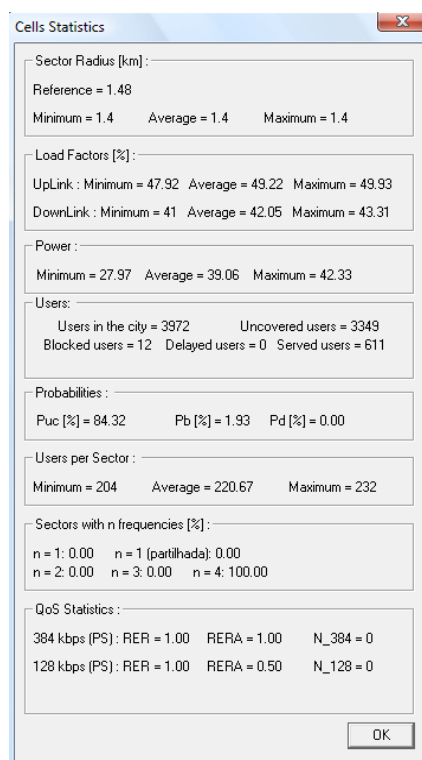 Cells Statistics
Sector Radius [km] :
Reference = 1.48
Minimum = 1.4 Average = 1.4 Maximum = 1.4
Load Factors [%] :
UpLink : Minimum = 47.92 Average = 49.22 Maximum = 49.93
DownLink : Minimum = 41 Average = 42.05 Maximum = 43.31
Power :
Minimum = 27.97 Average = 39.06 Maximum = 42.33
Users:
Users in the city = 3972 Uncovered users = 3349
Blocked users = 12 Delayed users = 0 Served users = 611
Probabilities :
Puc [%] = 84.32 Pb [%] = 1.93 Pd [%] = 0.00
Users per Sector :
Minimum = 204 Average = 220.67 Maximum = 232
Sectors with n frequencies [%] :
n = 1: 0.00 n = 1 (partilhada): 0.00
n = 2: 0.00 n = 3: 0.00 n = 4: 100.00
QoS Statistics :
384 kbps (PS) : RER = 1.00 RERA = 1.00 N_384 = 0
128 kbps (PS) : RER = 1.00 RERA = 0.50 N_128 = 0
OK